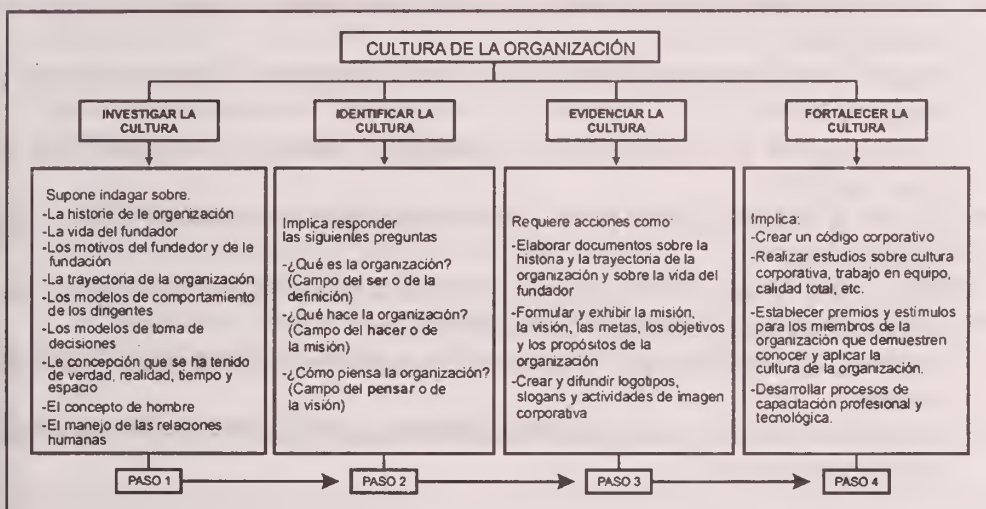 CULTURA DE LA ORGANIZACIÓN
INVESTIGAR LA
CULTURA
Supone indagar sobre.
-La historie de le orgenización
-La vida del fundador
-Los motivos del fundedor y de le
fundación
-La trayectoria de la organización
-Los modelos de comportamiento
de los dirigentes
-Los modelos de toma de
decisiones
-Le concepción que se ha tenido
de verdad, realidad, tiempo y
espacio
-El concepto de hombre
-El manejo de las relaciones
humanas
PASO 1
IDENTIFICAR LA
CULTURA
Implica responder
las siguientes preguntas
-¿Qué es la organización?
(Campo del ser o de la
definición)
-¿Qué hace la organización?
(Campo del hacer o de
la misión)
-¿Cómo piensa la organización?
(Campo del pensar o de
la visión)
PASO 2
EVIDENCIAR LA
CULTURA
Requiere acciones como:
-Elaborar documentos sobre la
historia y la trayectoria de la
organización y sobre la vida del
fundador
-Formular y exhibir la misión,
la visión, las metas, los objetivos
y los propósitos de la
organización
-Crear y difundir logotipos,
slogans y actividades de imagen
corporativa
PASO 3
FORTALECER LA
CULTURA
Implica:
-Crear un código corporativo
-Realizar estudios sobre cultura
corporativa, trabajo en equipo,
calidad total, etc.
-Establecer premios y estímulos
para los miembros de la
organización que demuestren
conocer y aplicar la
cultura de la organización.
-Desarrollar procesos de
capacitación profesional y
tecnológica.
PASO 4